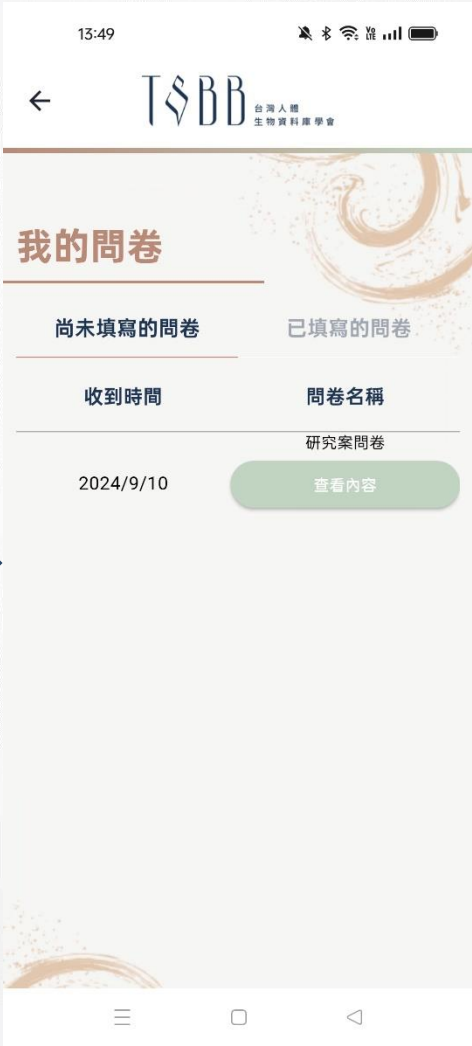 13:49
TSBB 台灣人體
生物資料庫學會
我的問卷
尚未填寫的問卷 已填寫的問卷
收到時間 問卷名稱
研究案問卷
2024/9/10 查看內容